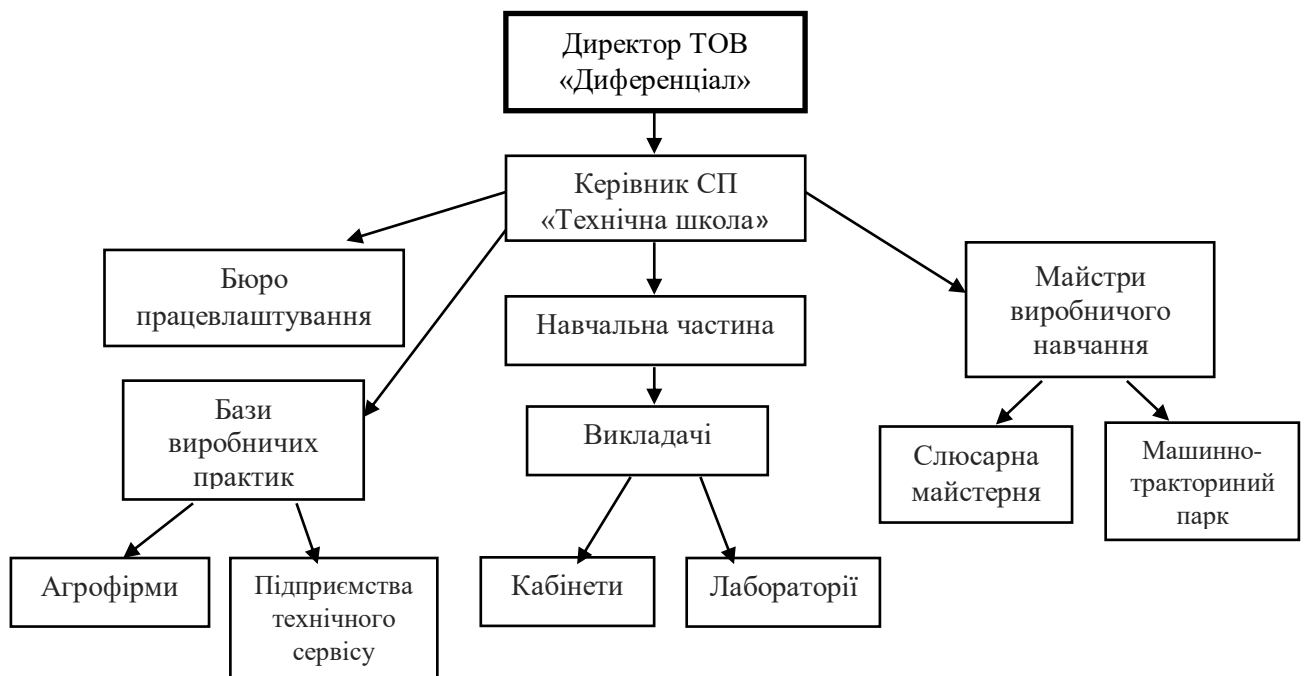 Директор ТОВ
«Диференціал»
Керівник СП
«Технічна школа»
Бюро
працевлаштування
Навчальна частина
Майстри
виробничого
навчання
Бази
виробничих
практик
Викладачі
Слюсарна
майстерня
Машинно-
тракториний
парк
Агрофірми
Підприємства
технічного
сервісу
Кабінети
Лабораторії